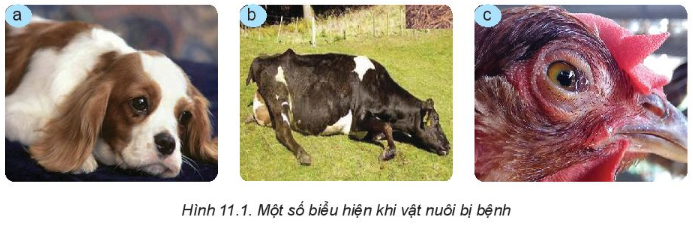 a
b
c
Hình 11.1. Một số biểu hiện khi vật nuôi bị bệnh